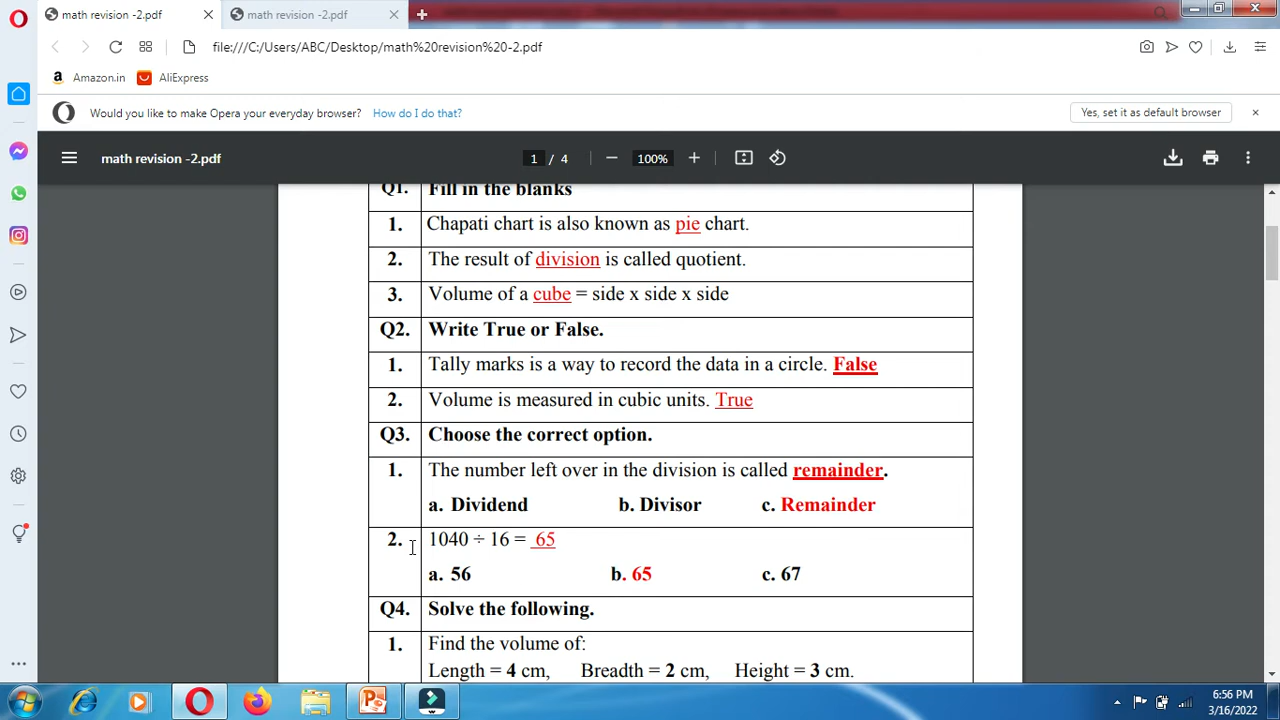 math revision -2.pdf
math revision -2.pdf
file:///C:/Users/ABC/Desktop/math%20revision%20-2.pdf
Amazon.in
AliExpress
Would you like to make Opera your everyday browser? How do I do that?
Yes, set it as default browser
math revision -2.pdf
1 / 4
100%
Q1. Fill in the blanks
1. Chapati chart is also known as pie chart.
2. The result of division is called quotient.
3. Volume of a cube = side x side x side
Q2. Write True or False.
1. Tally marks is a way to record the data in a circle. False
2. Volume is measured in cubic units. True
Q3. Choose the correct option.
1. The number left over in the division is called remainder.
a. Dividend b. Divisor c. Remainder
2. 1040 ÷ 16 = 65
a. 56 b. 65 c. 67
Q4. Solve the following.
1. Find the volume of:
Length = 4 cm, Breadth = 2 cm, Height = 3 cm.
6:56 PM
3/16/2022